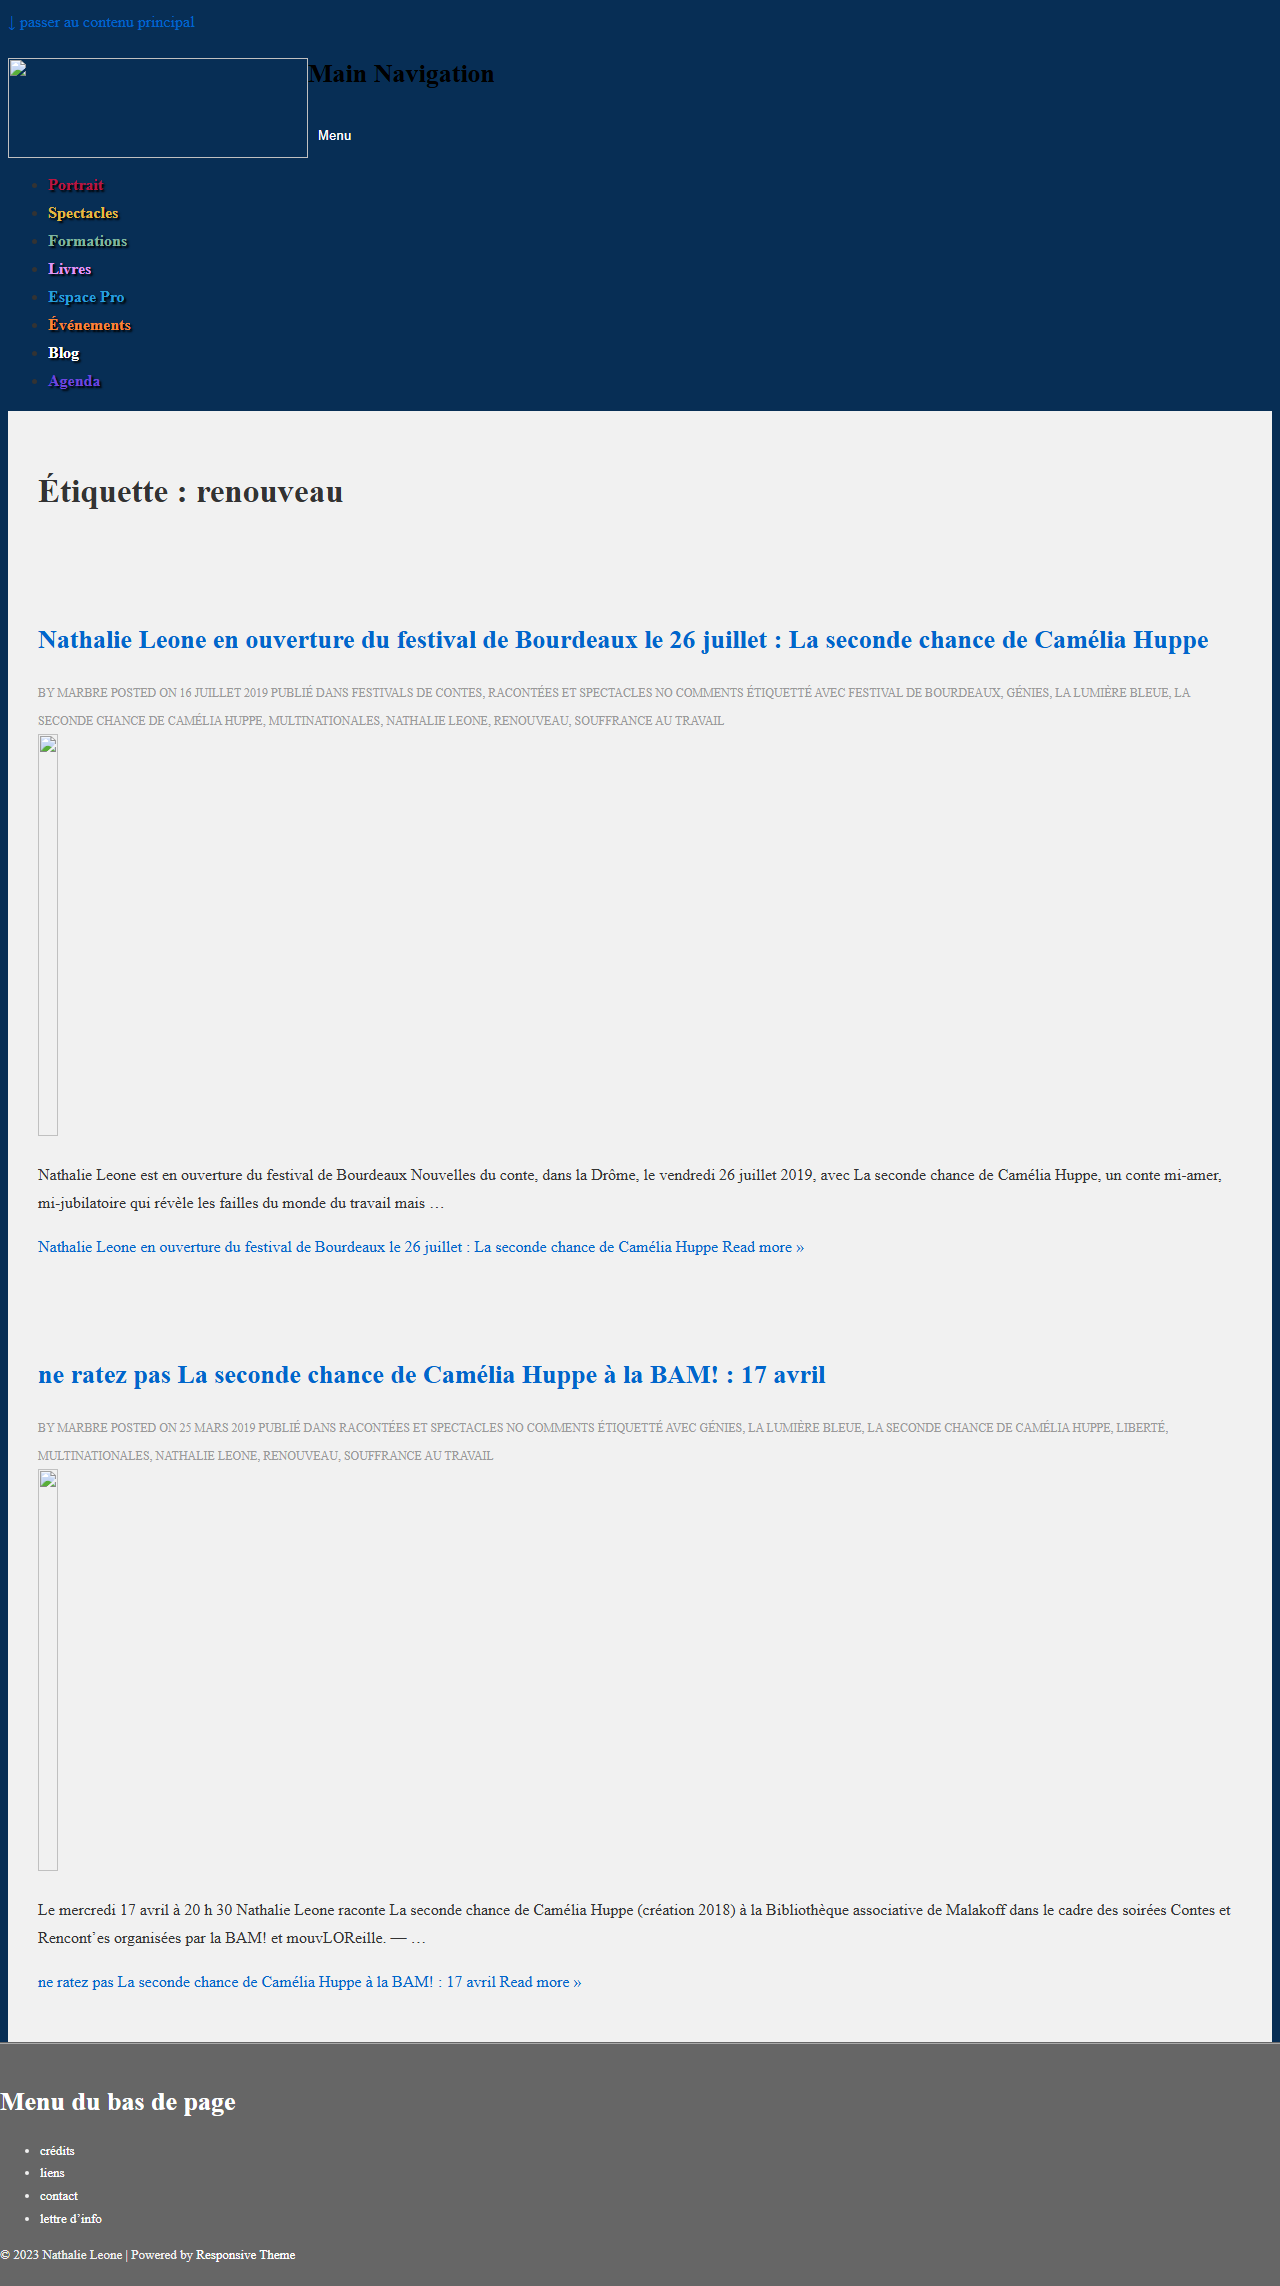 ↓ passer au contenu principal
Main Navigation
Menu
Portrait
Spectacles
Formations
Livres
Espace Pro
Événements
Blog
Agenda
Étiquette : renouveau
Nathalie Leone en ouverture du festival de Bourdeaux le 26 juillet : La seconde chance de Camélia Huppe
BY MARBRE POSTED ON 16 JUILLET 2019 PUBLIÉ DANS FESTIVALS DE CONTES, RACONTÉES ET SPECTACLES NO COMMENTS ÉTIQUETTÉ AVEC FESTIVAL DE BOURDEAUX, GÉNIES, LA LUMIÈRE BLEUE, LA
SECONDE CHANCE DE CAMÉLIA HUPPE, MULTINATIONALES, NATHALIE LEONE, RENOUVEAU, SOUFFRANCE AU TRAVAIL
Nathalie Leone est en ouverture du festival de Bourdeaux Nouvelles du conte, dans la Drôme, le vendredi 26 juillet 2019, avec La seconde chance de Camélia Huppe, un conte mi-amer,
mi-jubilatoire qui révèle les failles du monde du travail mais …
Nathalie Leone en ouverture du festival de Bourdeaux le 26 juillet : La seconde chance de Camélia Huppe Read more »
ne ratez pas La seconde chance de Camélia Huppe à la BAM! : 17 avril
BY MARBRE POSTED ON 25 MARS 2019 PUBLIÉ DANS RACONTÉES ET SPECTACLES NO COMMENTS ÉTIQUETTÉ AVEC GÉNIES, LA LUMIÈRE BLEUE, LA SECONDE CHANCE DE CAMÉLIA HUPPE, LIBERTÉ,
MULTINATIONALES, NATHALIE LEONE, RENOUVEAU, SOUFFRANCE AU TRAVAIL
Le mercredi 17 avril à 20 h 30 Nathalie Leone raconte La seconde chance de Camélia Huppe (création 2018) à la Bibliothèque associative de Malakoff dans le cadre des soirées Contes et
Rencont’es organisées par la BAM! et mouvLOReille. — …
ne ratez pas La seconde chance de Camélia Huppe à la BAM! : 17 avril Read more »
Menu du bas de page
crédits
liens
contact
lettre d’info
© 2023 Nathalie Leone | Powered by Responsive Theme